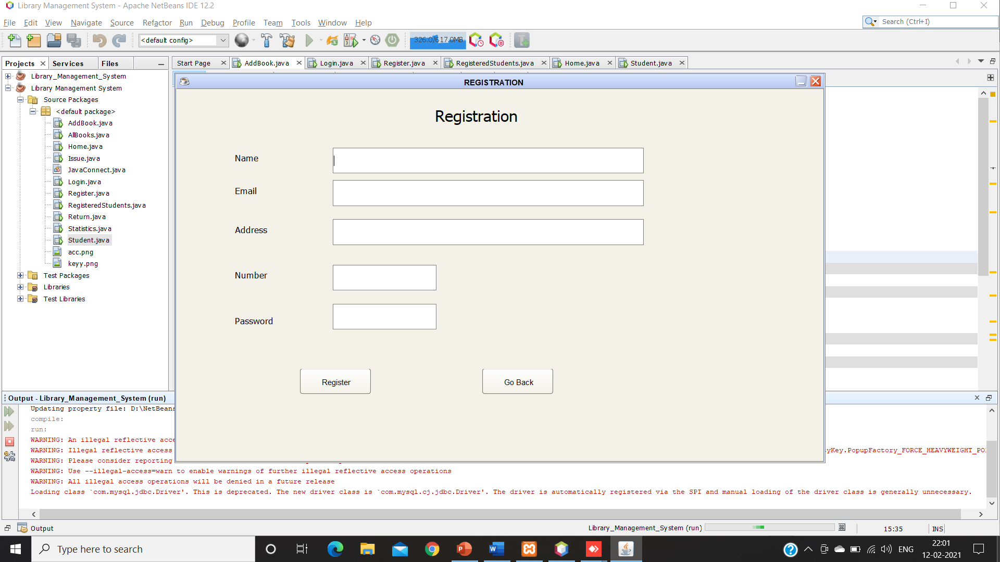 Library Management System - Apache NetBeans IDE 12.2
File Edit View Navigate Source Refactor Run Debug Profile Team Tools Window Help
Search (Ctrl+I)
<default config>
326.0/617.0MB
Projects Services Files
Start Page AddBook.java Login.java Register.java RegisteredStudents.java Home.java Student.java
Library_Management_System
Library Management System
Source Packages
<default package>
AddBook.java
AllBooks.java
Home.java
Issue.java
JavaConnect.java
Login.java
Register.java
RegisteredStudents.java
Return.java
Statistics.java
Student.java
acc.png
keyy.png
Test Packages
Libraries
Test Libraries
REGISTRATION
Registration
Name
Email
Address
Number
Password
Register Go Back
Output - Library_Management_System (run)
Updating property file: D:\NetBeans
compile:
run:
WARNING: An illegal reflective acce
WARNING: Illegal reflective access yKey.PopupFactory_FORCE_HEAVYWEIGHT_PO
WARNING: Please consider reporting
WARNING: Use --illegal-access=warn to enable warnings of further illegal reflective access operations
WARNING: All illegal access operations will be denied in a future release
Loading class `com.mysql.jdbc.Driver'. This is deprecated. The new driver class is `com.mysql.cj.jdbc.Driver'. The driver is automatically registered via the SPI and manual loading of the driver class is generally unnecessary.
Output
Library_Management_System (run)
15:35
INS
Type here to search
ENG
22:01
12-02-2021